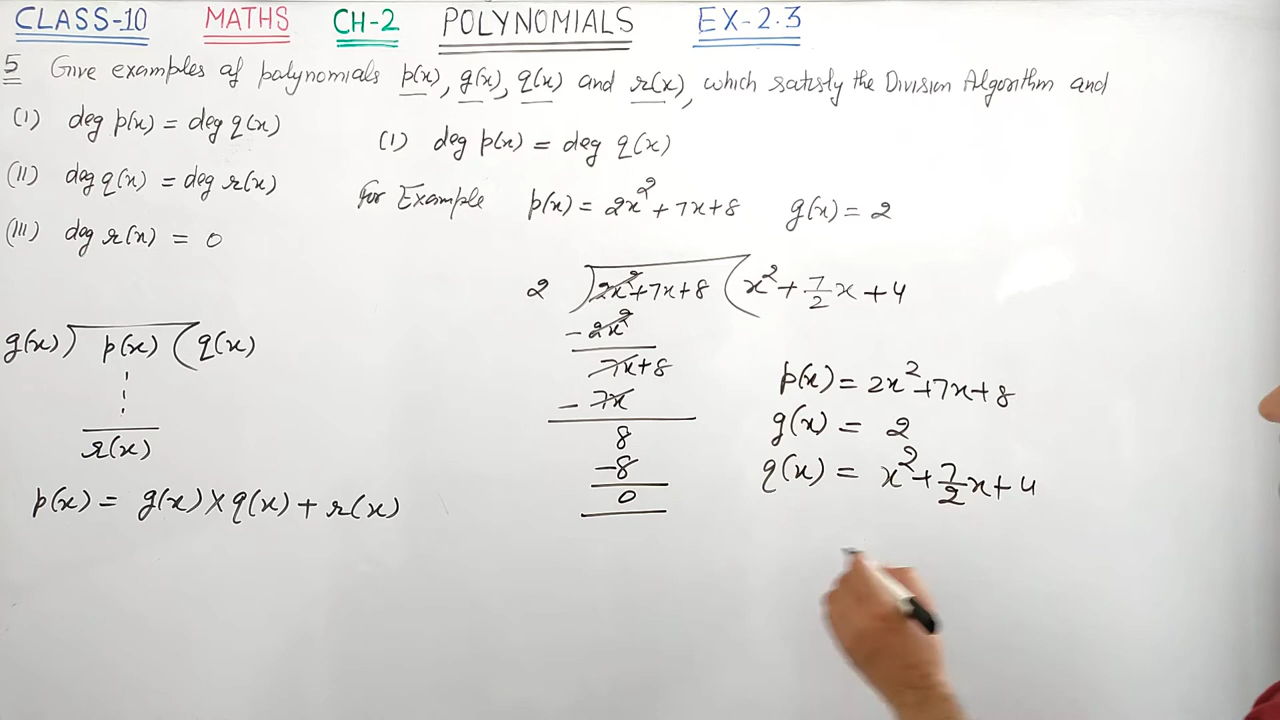 CLASS-10 MATHS CH-2 POLYNOMIALS EX-2.3
5 Give examples of polynomials p(x), g(x), q(x) and r(x), which satisfy the Division Algorithm and
(I) deg p(x) = deg q(x)
(II) deg q(x) = deg r(x)
(III) deg r(x) = 0
g(x) ) p(x) ( q(x)
r(x)
p(x) = g(x) × q(x) + r(x)
(I) deg p(x) = deg q(x)
For Example p(x) = 2x² + 7x + 8 g(x) = 2
2 ) 2x² + 7x + 8 ( x² + 7/2 x + 4
- 2x²
7x + 8
- 7x
8
-8
0
p(x) = 2x² + 7x + 8
g(x) = 2
q(x) = x² + 7/2 x + 4